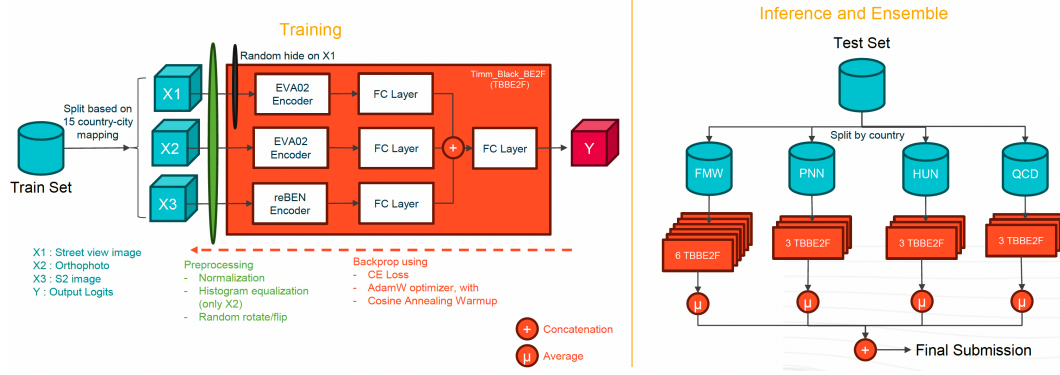 Training
Inference and Ensemble
Random hide on X1
Timm_Black_BE2F
(TBBE2F)
Split based on
15 country-city
mapping
Train Set
X1
X2
X3
EVA02
Encoder
FC Layer
EVA02
Encoder
FC Layer
reBEN
Encoder
FC Layer
+
FC Layer
Y
X1 : Street view image
X2 : Orthophoto
X3 : S2 image
Y : Output Logits
Preprocessing
- Normalization
- Histogram equalization
(only X2)
- Random rotate/flip
Backprop using
- CE Loss
- AdamW optimizer, with
- Cosine Annealing Warmup
+ Concatenation
μ Average
Test Set
Split by country
FMW
PNN
HUN
QCD
6 TBBE2F
3 TBBE2F
3 TBBE2F
3 TBBE2F
μ
μ
μ
μ
+
Final Submission